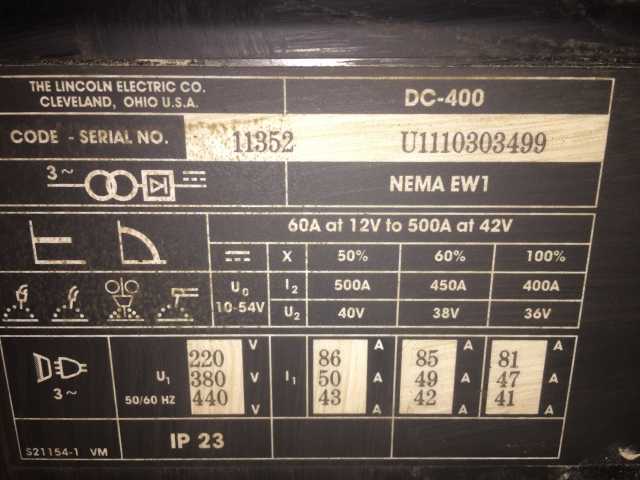 THE LINCOLN ELECTRIC CO.
CLEVELAND, OHIO U.S.A.
DC-400
CODE - SERIAL NO. 11352 U1110303499
3~
NEMA EW1
60A at 12V to 500A at 42V
X 50% 60% 100%
U0 10-54V
I2 500A 450A 400A
U2 40V 38V 36V
3~
U1 50/60 HZ
220 V
380 V
440 V
I1
86 A 85 A 81 A
50 A 49 A 47 A
43 A 42 A 41 A
S21154-1 VM
IP 23